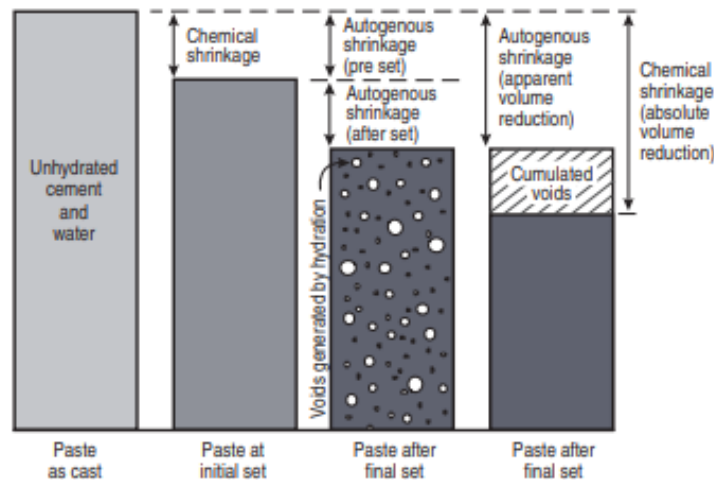 Chemical
shrinkage
Autogenous
shrinkage
(pre set)
Autogenous
shrinkage
(after set)
Autogenous
shrinkage
(apparent
volume
reduction)
Chemical
shrinkage
(absolute
volume
reduction)
Unhydrated
cement
and
water
Voids generated by hydration
Cumulated
voids
Paste
as cast
Paste at
initial set
Paste after
final set
Paste after
final set